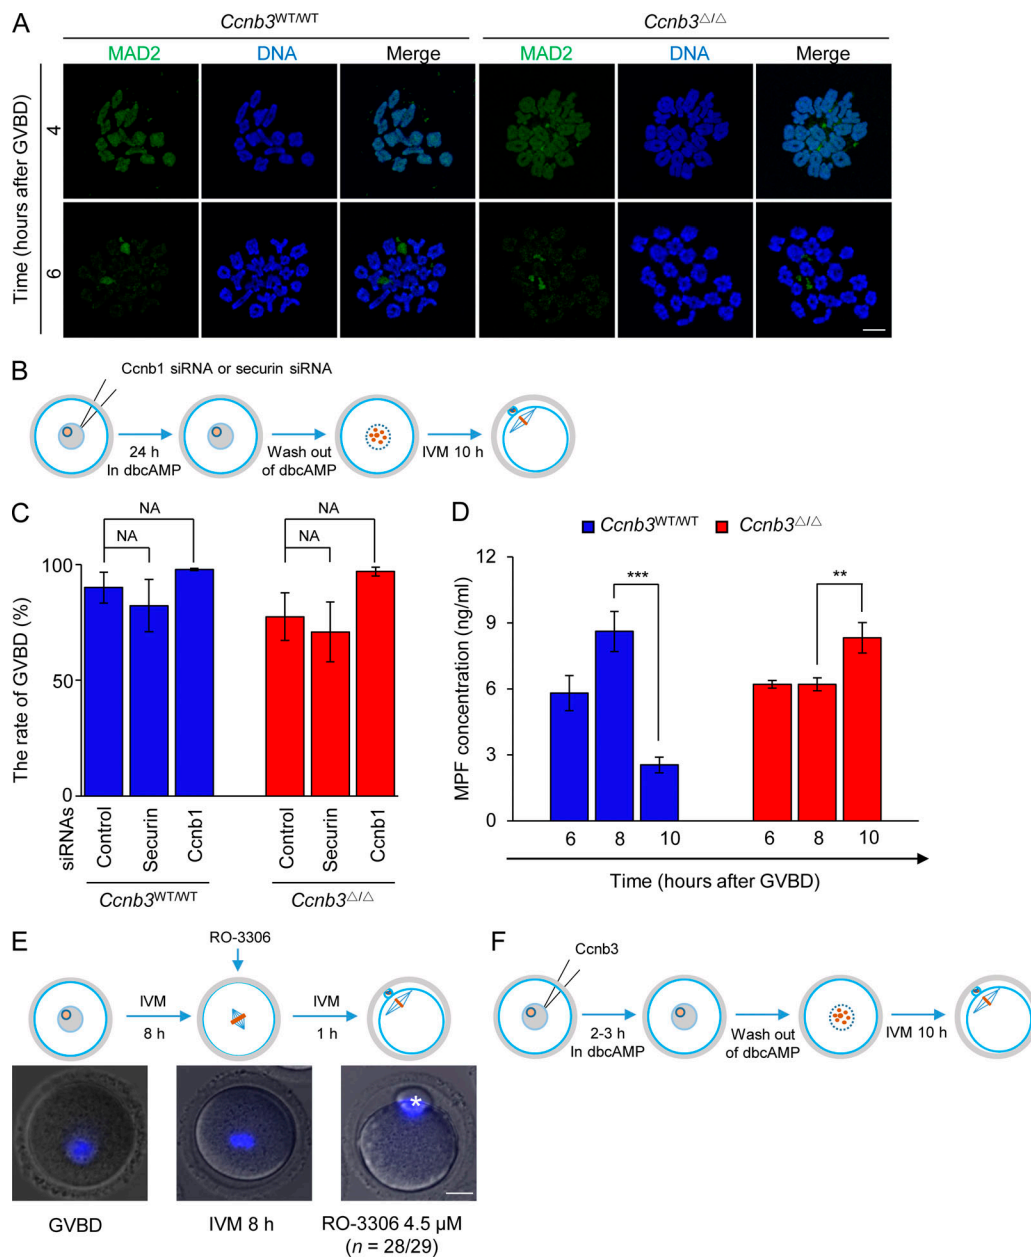 A
Ccnb3WT/WT
Ccnb3△/△
MAD2 DNA Merge MAD2 DNA Merge
Time (hours after GVBD)
4
6
B
Ccnb1 siRNA or securin siRNA
24 h
In dbcAMP
Wash out
of dbcAMP
IVM 10 h
C
NA
NA
NA
NA
The rate of GVBD (%)
100
50
0
siRNAs
Control
Securin
Ccnb1
Control
Securin
Ccnb1
Ccnb3WT/WT
Ccnb3△/△
D
Ccnb3WT/WT
Ccnb3△/△
MPF concentration (ng/ml)
12
9
6
3
0
***
**
6 8 10 6 8 10
Time (hours after GVBD)
E
RO-3306
IVM
8 h
IVM
1 h
*
GVBD
IVM 8 h
RO-3306 4.5 µM
(n = 28/29)
F
Ccnb3
2-3 h
In dbcAMP
Wash out
of dbcAMP
IVM 10 h